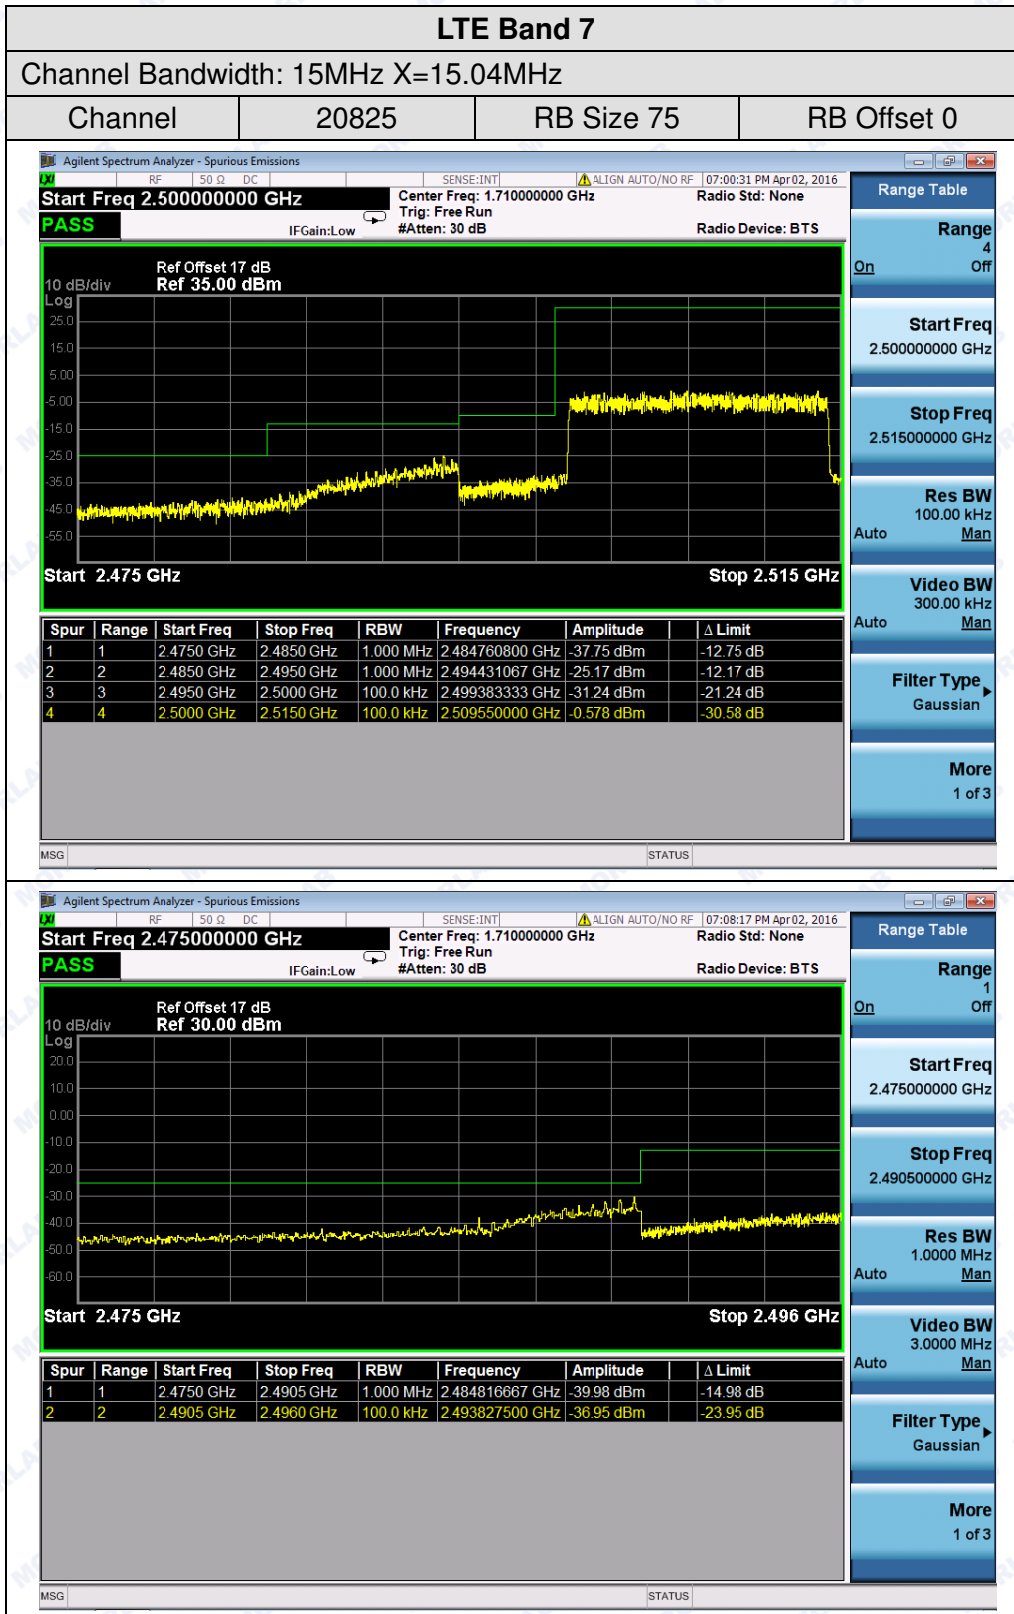 LTE Band 7
Channel Bandwidth: 15MHz X=15.04MHz
Channel 20825 RB Size 75 RB Offset 0
Agilent Spectrum Analyzer - Spurious Emissions
LXI RF 50 Ω DC SENSE:INT ALIGN AUTO/NO RF 07:00:31 PM Apr 02, 2016
Start Freq 2.500000000 GHz Center Freq: 1.710000000 GHz Radio Std: None
Trig: Free Run
PASS IFGain:Low #Atten: 30 dB Radio Device: BTS
Ref Offset 17 dB
10 dB/div Ref 35.00 dBm
Log
25.0
15.0
5.00
-5.00
-15.0
-25.0
-35.0
-45.0
-55.0
Start 2.475 GHz Stop 2.515 GHz
Spur Range Start Freq Stop Freq RBW Frequency Amplitude Δ Limit
1 1 2.4750 GHz 2.4850 GHz 1.000 MHz 2.484760800 GHz -37.75 dBm -12.75 dB
2 2 2.4850 GHz 2.4950 GHz 1.000 MHz 2.494431067 GHz -25.17 dBm -12.17 dB
3 3 2.4950 GHz 2.5000 GHz 100.0 kHz 2.499383333 GHz -31.24 dBm -21.24 dB
4 4 2.5000 GHz 2.5150 GHz 100.0 kHz 2.509550000 GHz -0.578 dBm -30.58 dB
MSG STATUS
Range Table
Range
4
On Off
Start Freq
2.500000000 GHz
Stop Freq
2.515000000 GHz
Res BW
100.00 kHz
Auto Man
Video BW
300.00 kHz
Auto Man
Filter Type
Gaussian
More
1 of 3
Agilent Spectrum Analyzer - Spurious Emissions
LXI RF 50 Ω DC SENSE:INT ALIGN AUTO/NO RF 07:08:17 PM Apr 02, 2016
Start Freq 2.475000000 GHz Center Freq: 1.710000000 GHz Radio Std: None
Trig: Free Run
PASS IFGain:Low #Atten: 30 dB Radio Device: BTS
Ref Offset 17 dB
10 dB/div Ref 30.00 dBm
Log
20.0
10.0
0.00
-10.0
-20.0
-30.0
-40.0
-50.0
-60.0
Start 2.475 GHz Stop 2.496 GHz
Spur Range Start Freq Stop Freq RBW Frequency Amplitude Δ Limit
1 1 2.4750 GHz 2.4905 GHz 1.000 MHz 2.484816667 GHz -39.98 dBm -14.98 dB
2 2 2.4905 GHz 2.4960 GHz 100.0 kHz 2.493827500 GHz -36.95 dBm -23.95 dB
MSG STATUS
Range Table
Range
1
On Off
Start Freq
2.475000000 GHz
Stop Freq
2.490500000 GHz
Res BW
1.0000 MHz
Auto Man
Video BW
3.0000 MHz
Auto Man
Filter Type
Gaussian
More
1 of 3